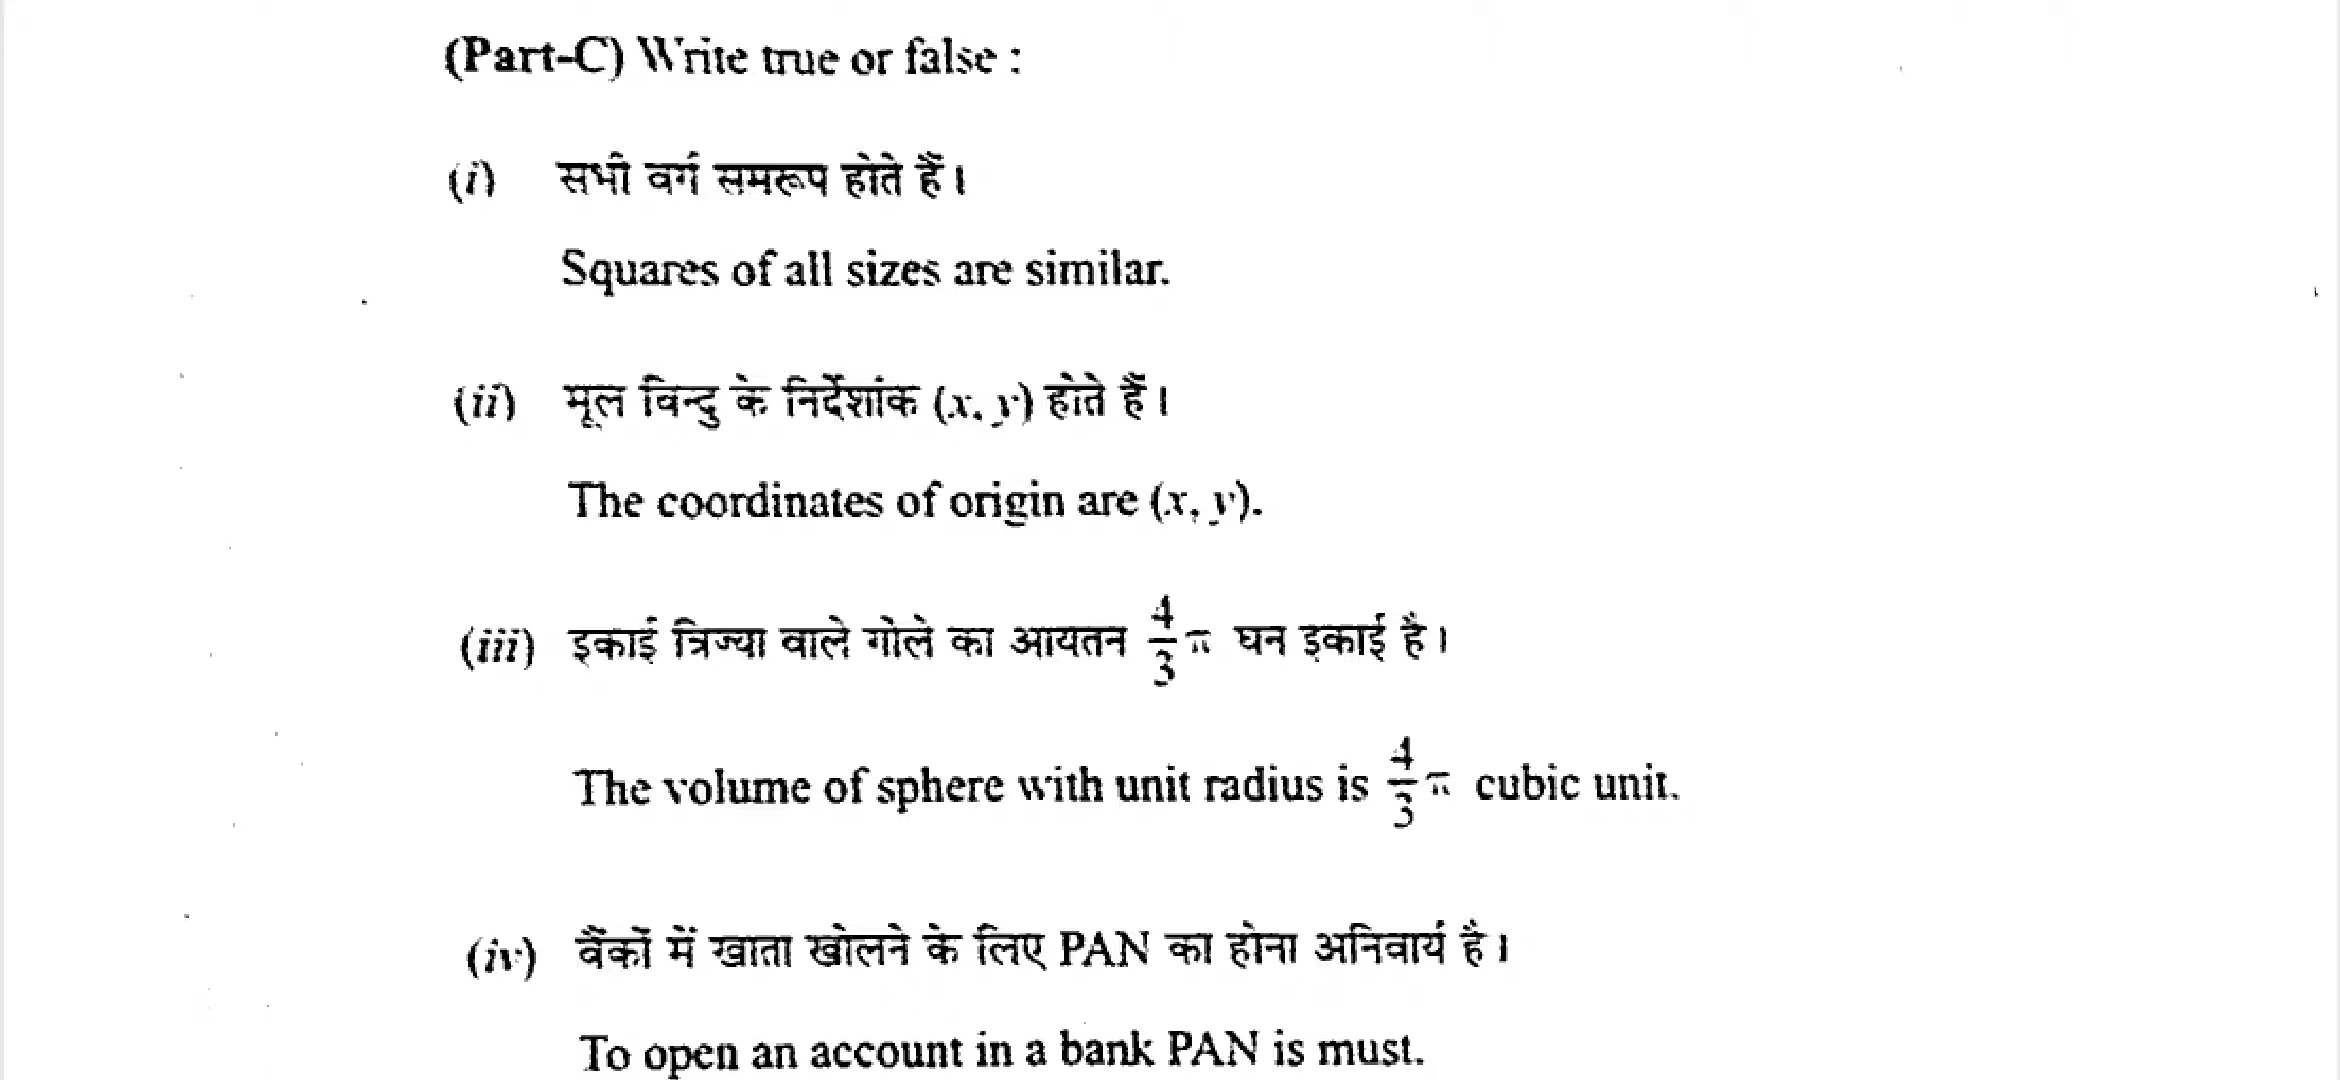 (Part-C) Write true or false :
(i) सभी वर्ग समरूप होते हैं।
Squares of all sizes are similar.
(ii) मूल बिन्दु के निर्देशांक (x, y) होते हैं।
The coordinates of origin are (x, y).
(iii) इकाई त्रिज्या वाले गोले का आयतन 4/3 π घन इकाई है।
The volume of sphere with unit radius is 4/3 π cubic unit.
(iv) बैंकों में खाता खोलने के लिए PAN का होना अनिवार्य है।
To open an account in a bank PAN is must.